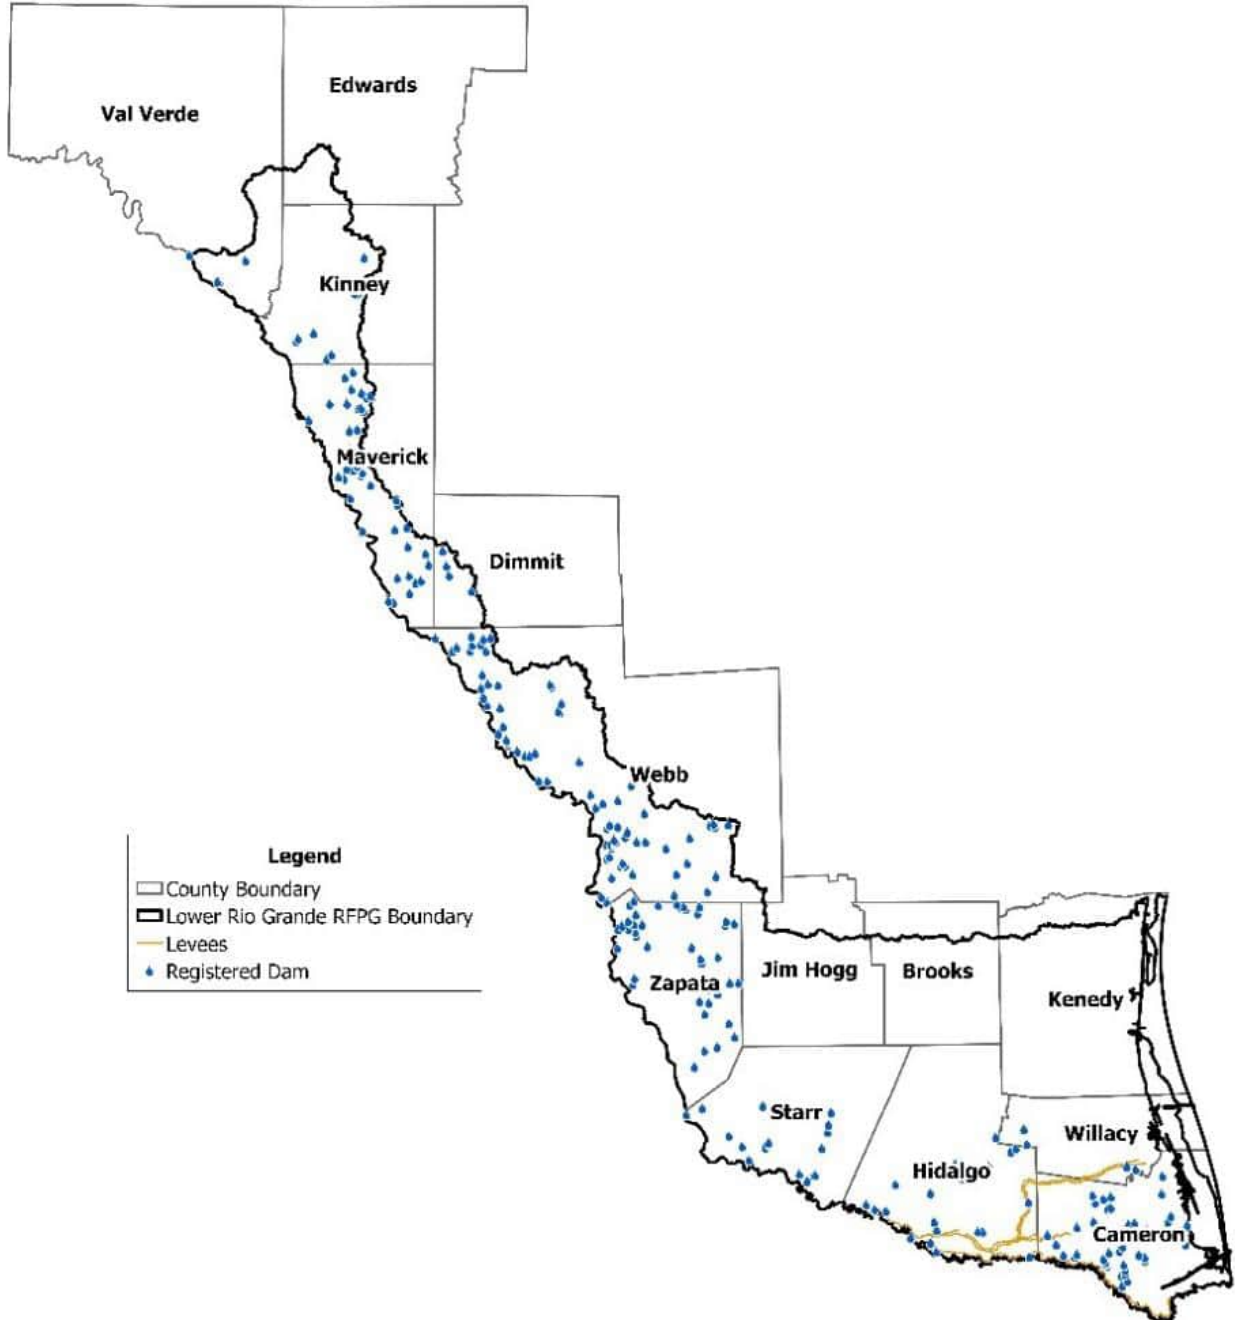 Edwards
Val Verde
Kinney
Maverick
Dimmit
Webb
Legend
County Boundary
Lower Rio Grande RFPG Boundary
Levees
Registered Dam
Zapata
Jim Hogg
Brooks
Kenedy
Starr
Willacy
Hidalgo
Cameron